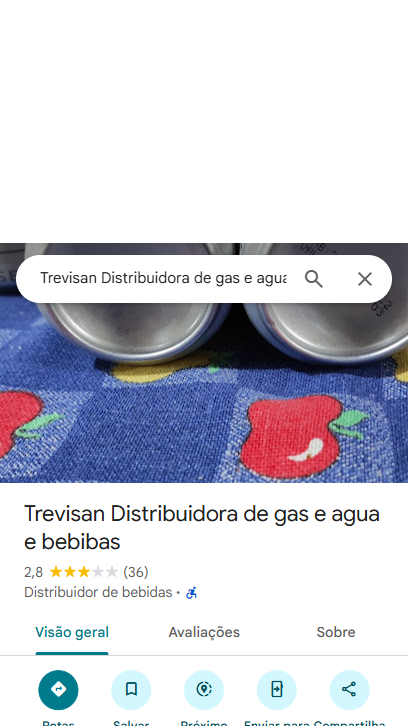 Trevisan Distribuidora de gas e agua
Trevisan Distribuidora de gas e agua
e bebibas
2,8 (36)
Distribuidor de bebidas ·
Visão geral Avaliações Sobre
Rotas Salvar Próximo Enviar para Compartilha